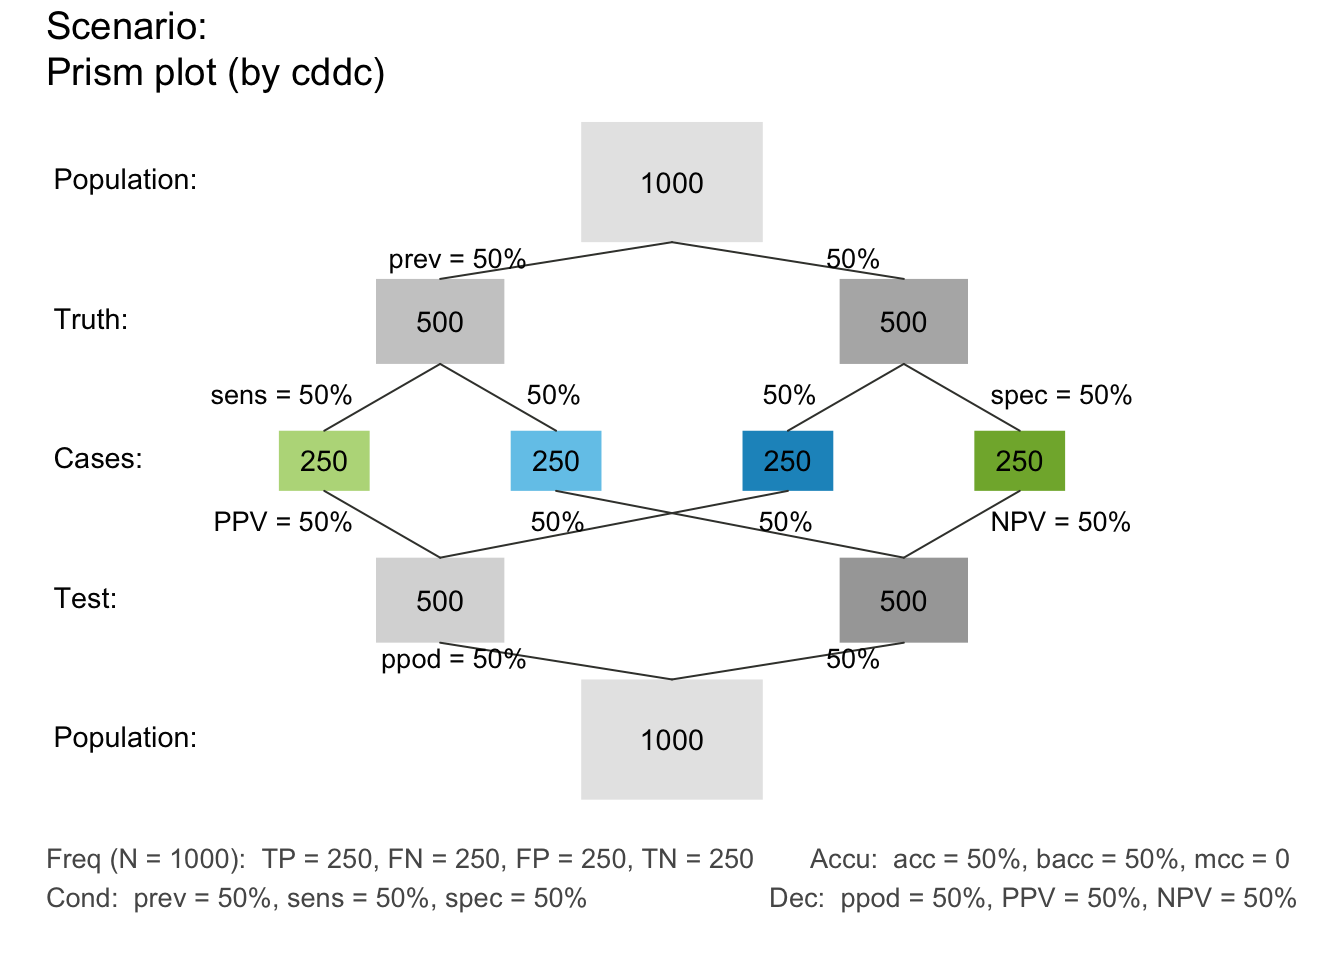 Scenario:
Prism plot (by cddc)
Population:
1000
prev = 50%
50%
Truth:
500
500
sens = 50%
50%
50%
spec = 50%
Cases:
250
250
250
250
PPV = 50%
50%
50%
NPV = 50%
Test:
500
500
ppod = 50%
50%
Population:
1000
Freq (N = 1000):  TP = 250, FN = 250, FP = 250, TN = 250
Accu:  acc = 50%, bacc = 50%, mcc = 0
Cond:  prev = 50%, sens = 50%, spec = 50%
Dec:  ppod = 50%, PPV = 50%, NPV = 50%